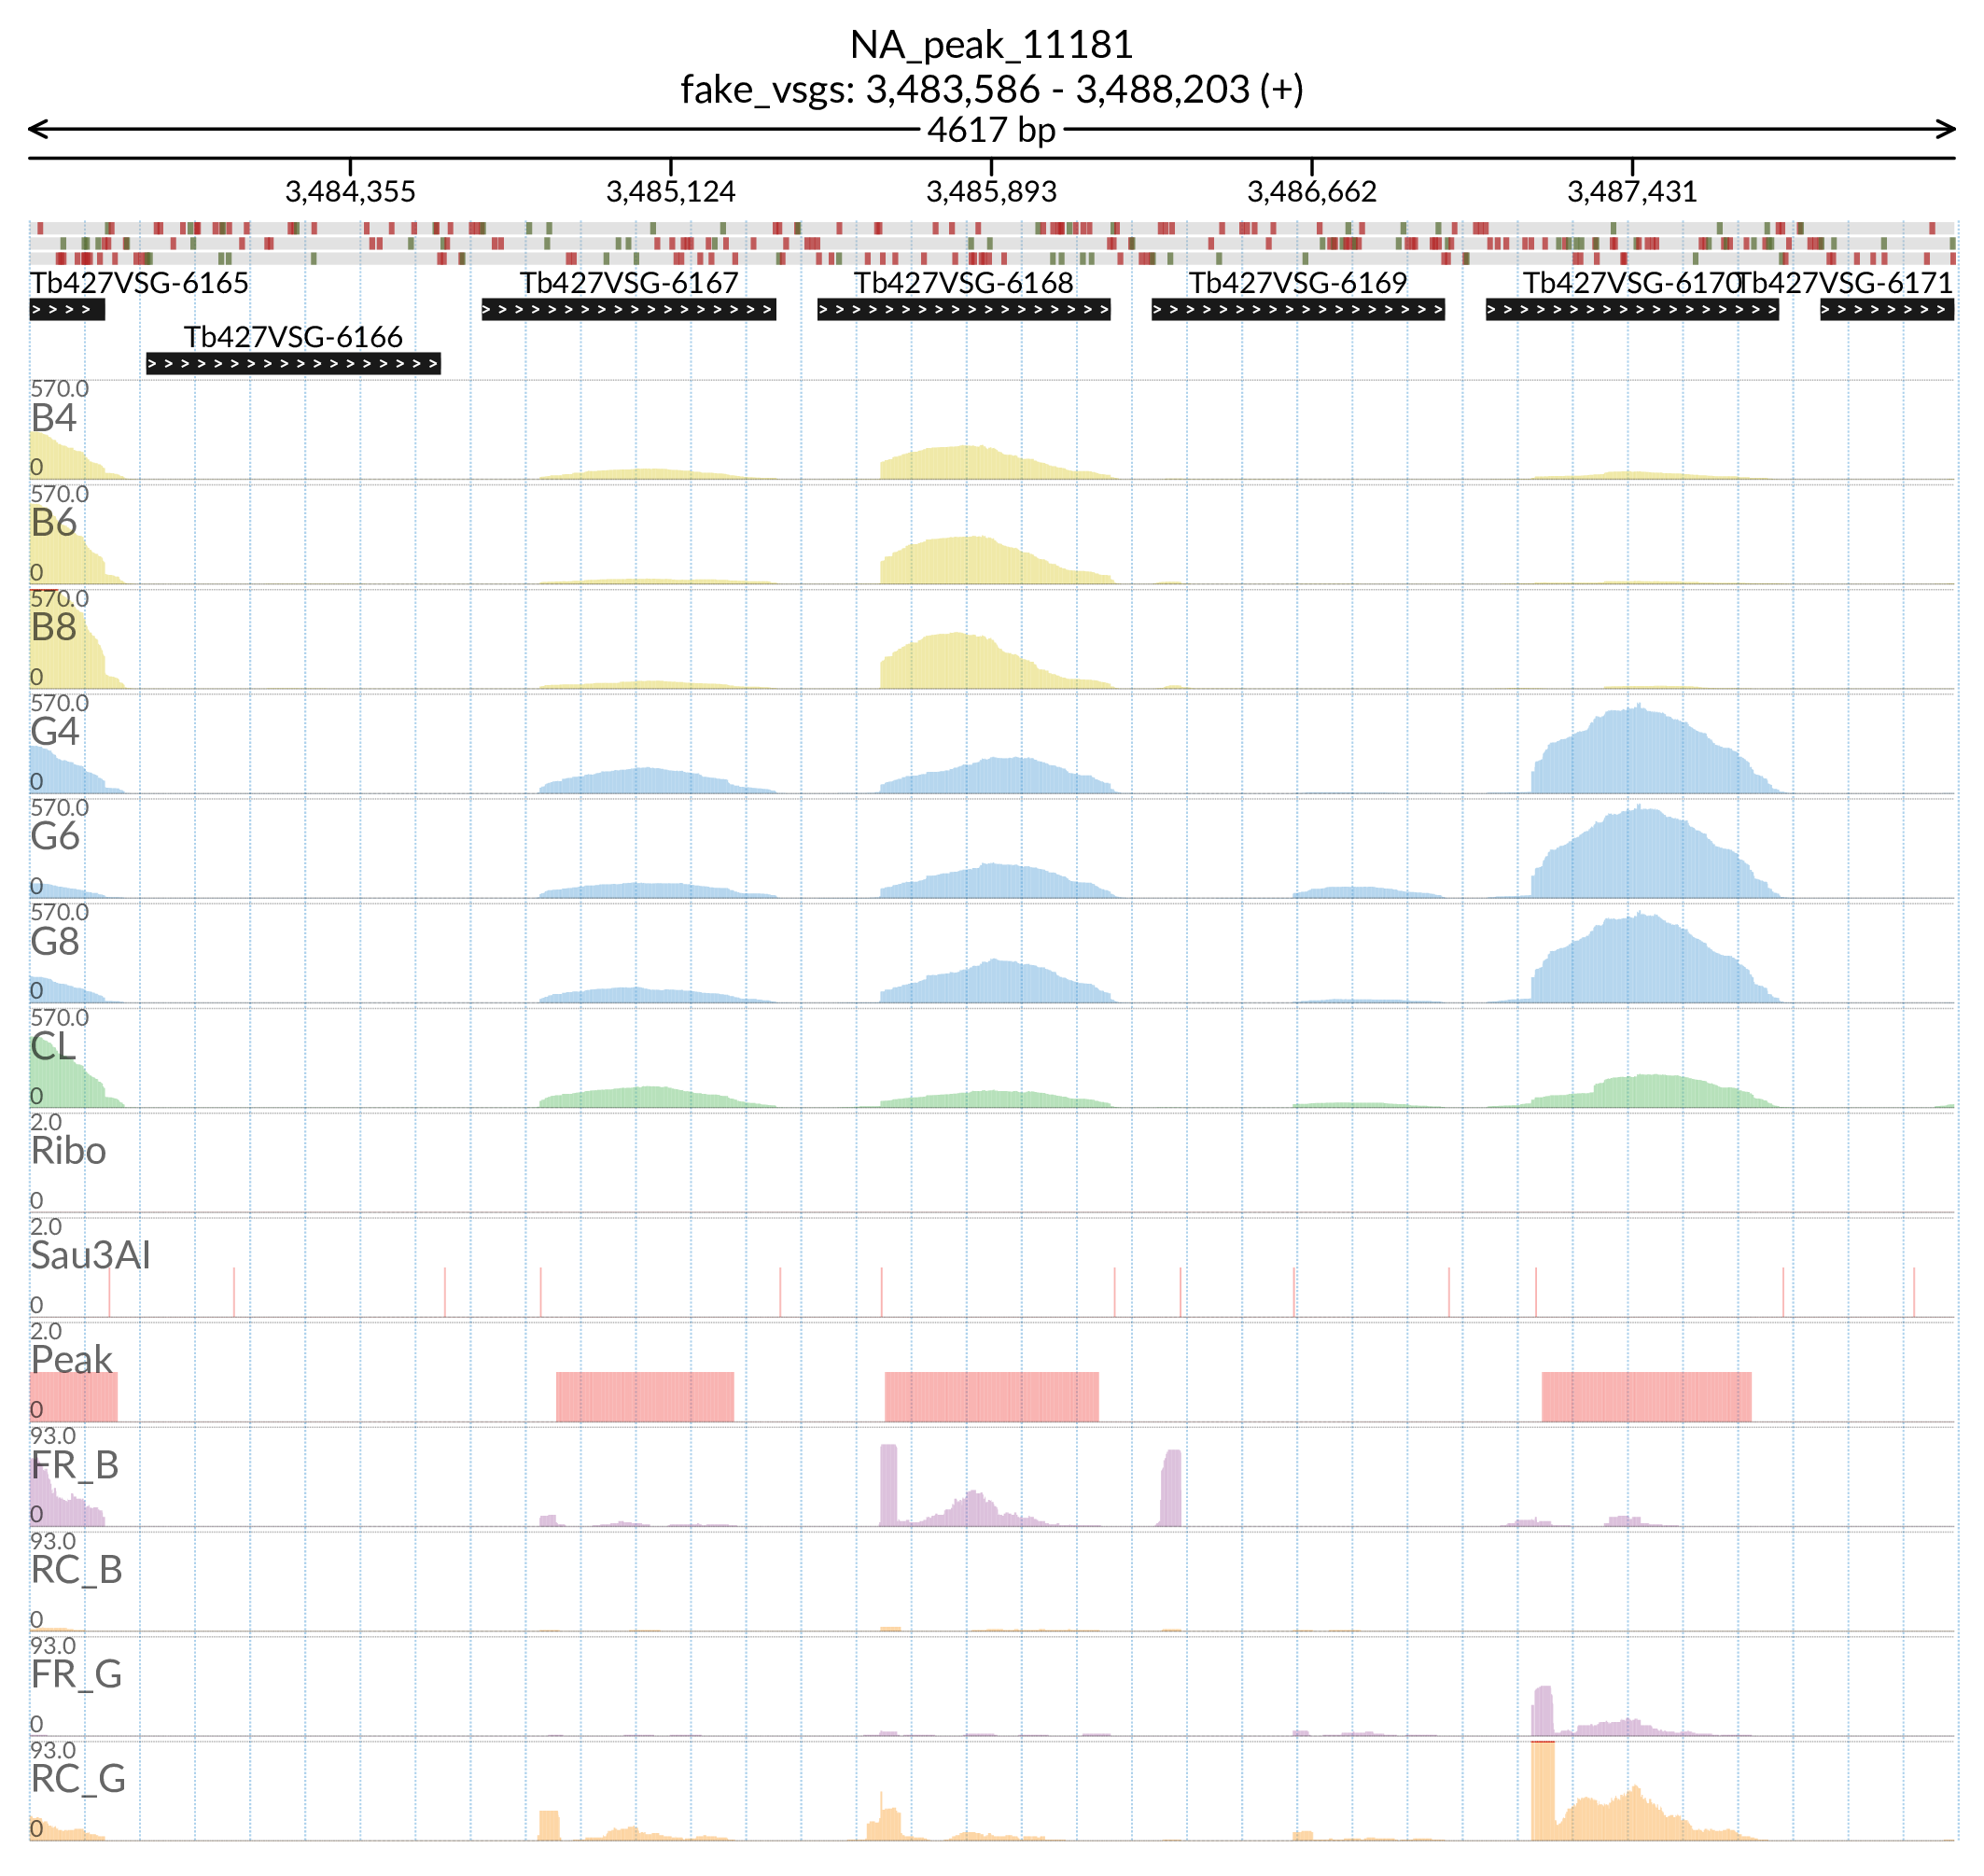 NA_peak_11181
fake_vsgs: 3,483,586 - 3,488,203 (+)
4617 bp
3,484,355 3,485,124 3,485,893 3,486,662 3,487,431
Tb427VSG-6165 Tb427VSG-6167 Tb427VSG-6168 Tb427VSG-6169 Tb427VSG-6170 Tb427VSG-6171
Tb427VSG-6166
570.0
B4
0
570.0
B6
0
570.0
B8
0
570.0
G4
0
570.0
G6
0
570.0
G8
0
570.0
CL
0
2.0
Ribo
0
2.0
Sau3AI
0
2.0
Peak
0
93.0
FR_B
0
93.0
RC_B
0
93.0
FR_G
0
93.0
RC_G
0